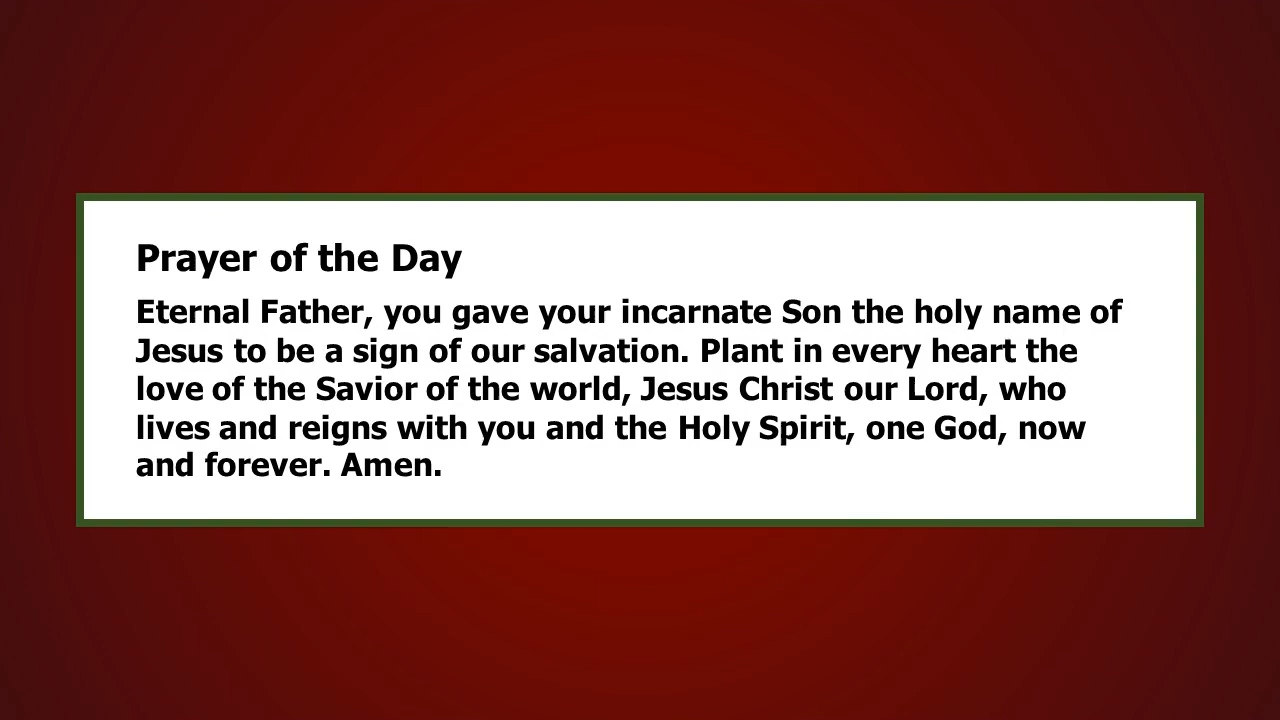 Prayer of the Day
Eternal Father, you gave your incarnate Son the holy name of
Jesus to be a sign of our salvation. Plant in every heart the
love of the Savior of the world, Jesus Christ our Lord, who
lives and reigns with you and the Holy Spirit, one God, now
and forever. Amen.